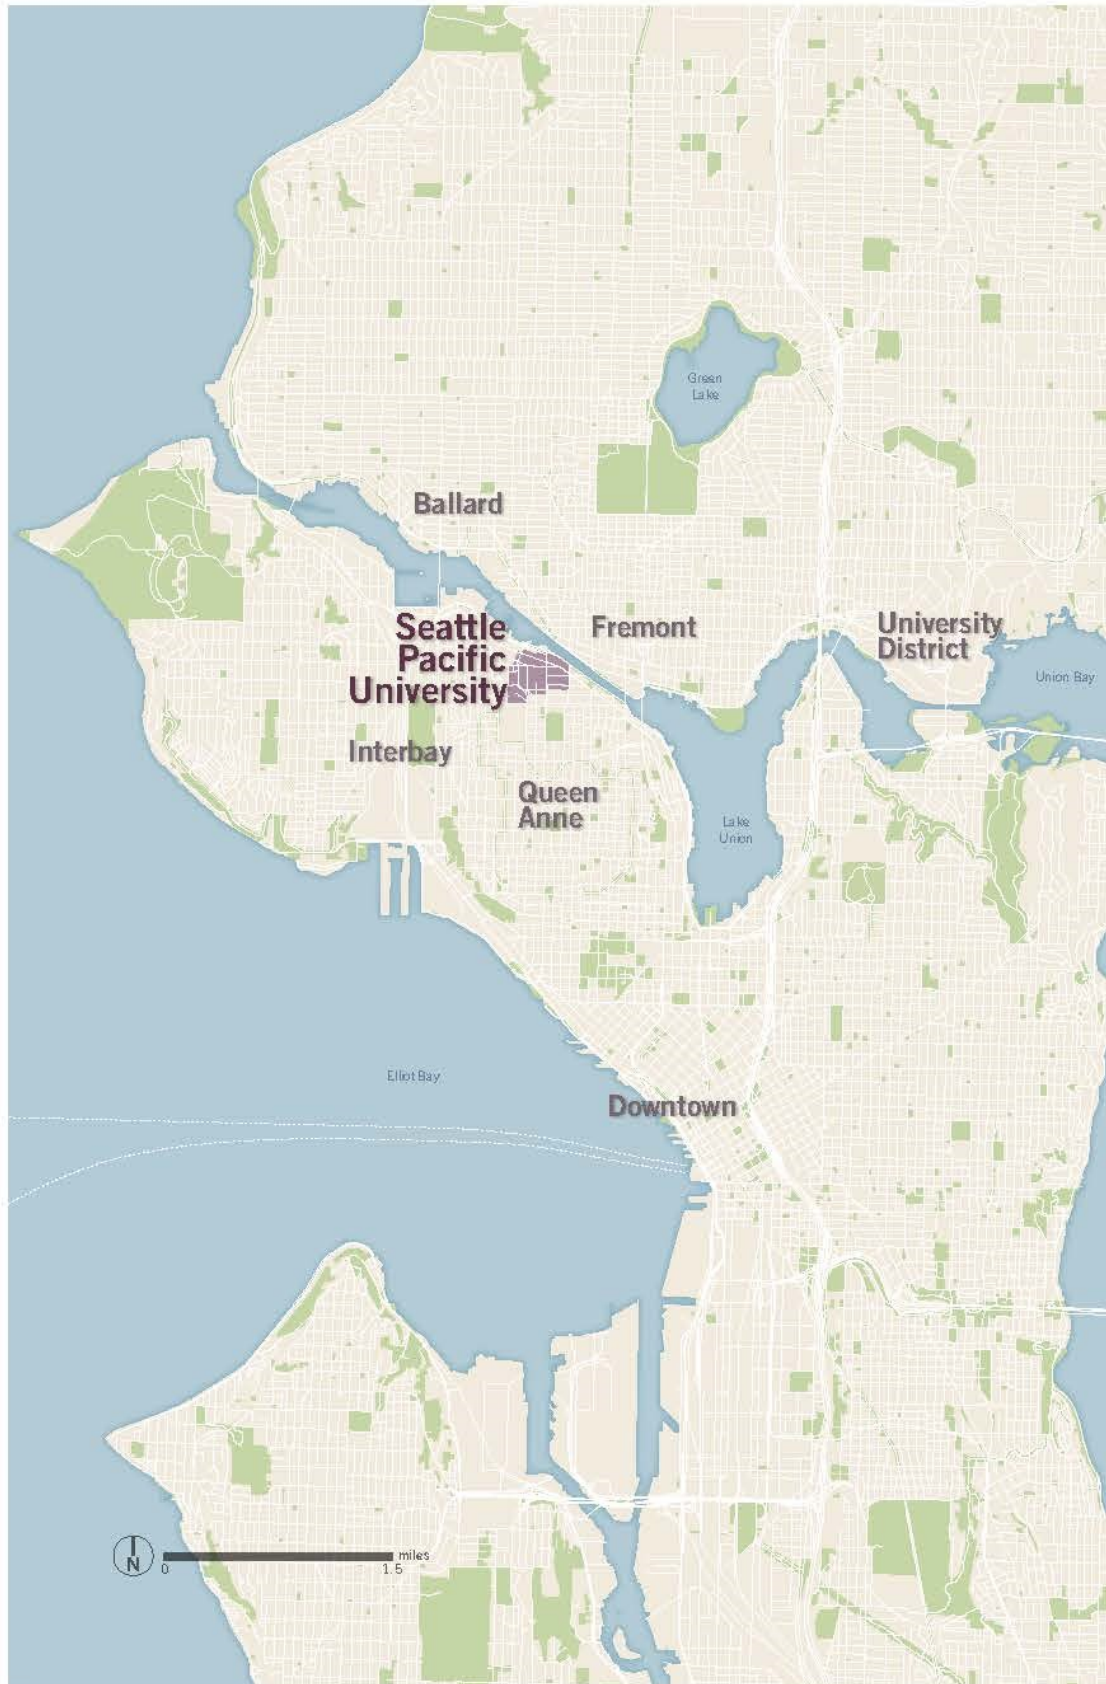 Green
Lake
Ballard
Seattle
Pacific
University
Fremont
University
District
Union Bay
Interbay
Queen
Anne
Lake
Union
Elliot Bay
Downtown
N
0
1.5
miles